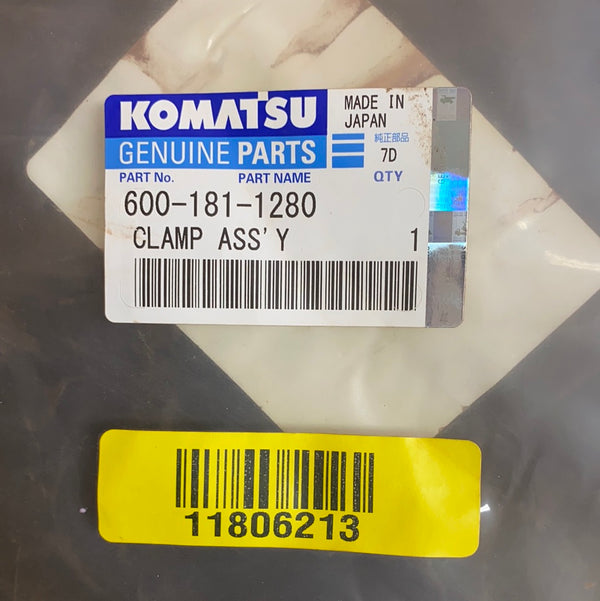 KOMATSU
MADE IN
JAPAN
GENUINE PARTS
純正部品
7D
PART No. PART NAME QTY
600-181-1280
CLAMP ASS'Y 1
11806213